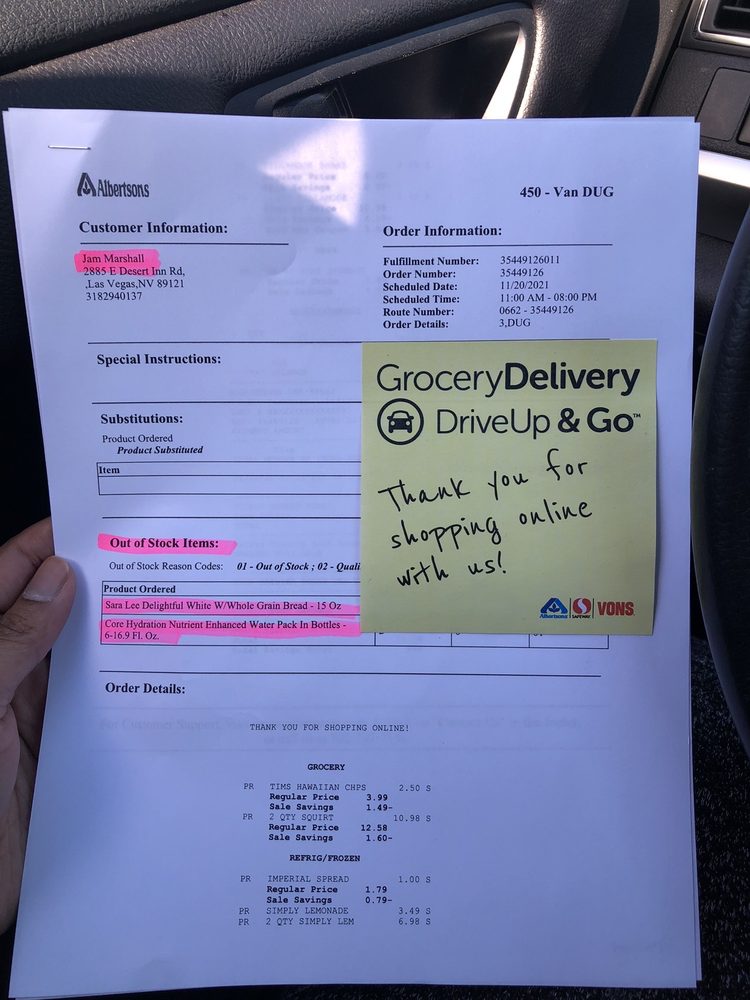 Albertsons
450 - Van DUG
Customer Information:
Jam Marshall
2885 E Desert Inn Rd,
,Las Vegas,NV 89121
3182940137
Order Information:
Fulfillment Number: 35449126011
Order Number: 35449126
Scheduled Date: 11/20/2021
Scheduled Time: 11:00 AM - 08:00 PM
Route Number: 0662 - 35449126
Order Details: 3,DUG
Special Instructions:
Substitutions:
Product Ordered
Product Substituted
Item
GroceryDelivery
DriveUp & Go™
Thank you for
shopping online
with us!
Albertsons SAFEWAY VONS
Out of Stock Items:
Out of Stock Reason Codes: 01 - Out of Stock ; 02 - Quali
Product Ordered
Sara Lee Delightful White W/Whole Grain Bread - 15 Oz
Core Hydration Nutrient Enhanced Water Pack In Bottles -
6-16.9 Fl. Oz.
Order Details:
THANK YOU FOR SHOPPING ONLINE!
GROCERY
PR TIMS HAWAIIAN CHPS 2.50 S
Regular Price 3.99
Sale Savings 1.49-
PR 2 QTY SQUIRT 10.98 S
Regular Price 12.58
Sale Savings 1.60-
REFRIG/FROZEN
PR IMPERIAL SPREAD 1.00 S
Regular Price 1.79
Sale Savings 0.79-
PR SIMPLY LEMONADE 3.49 S
PR 2 QTY SIMPLY LEM 6.98 S